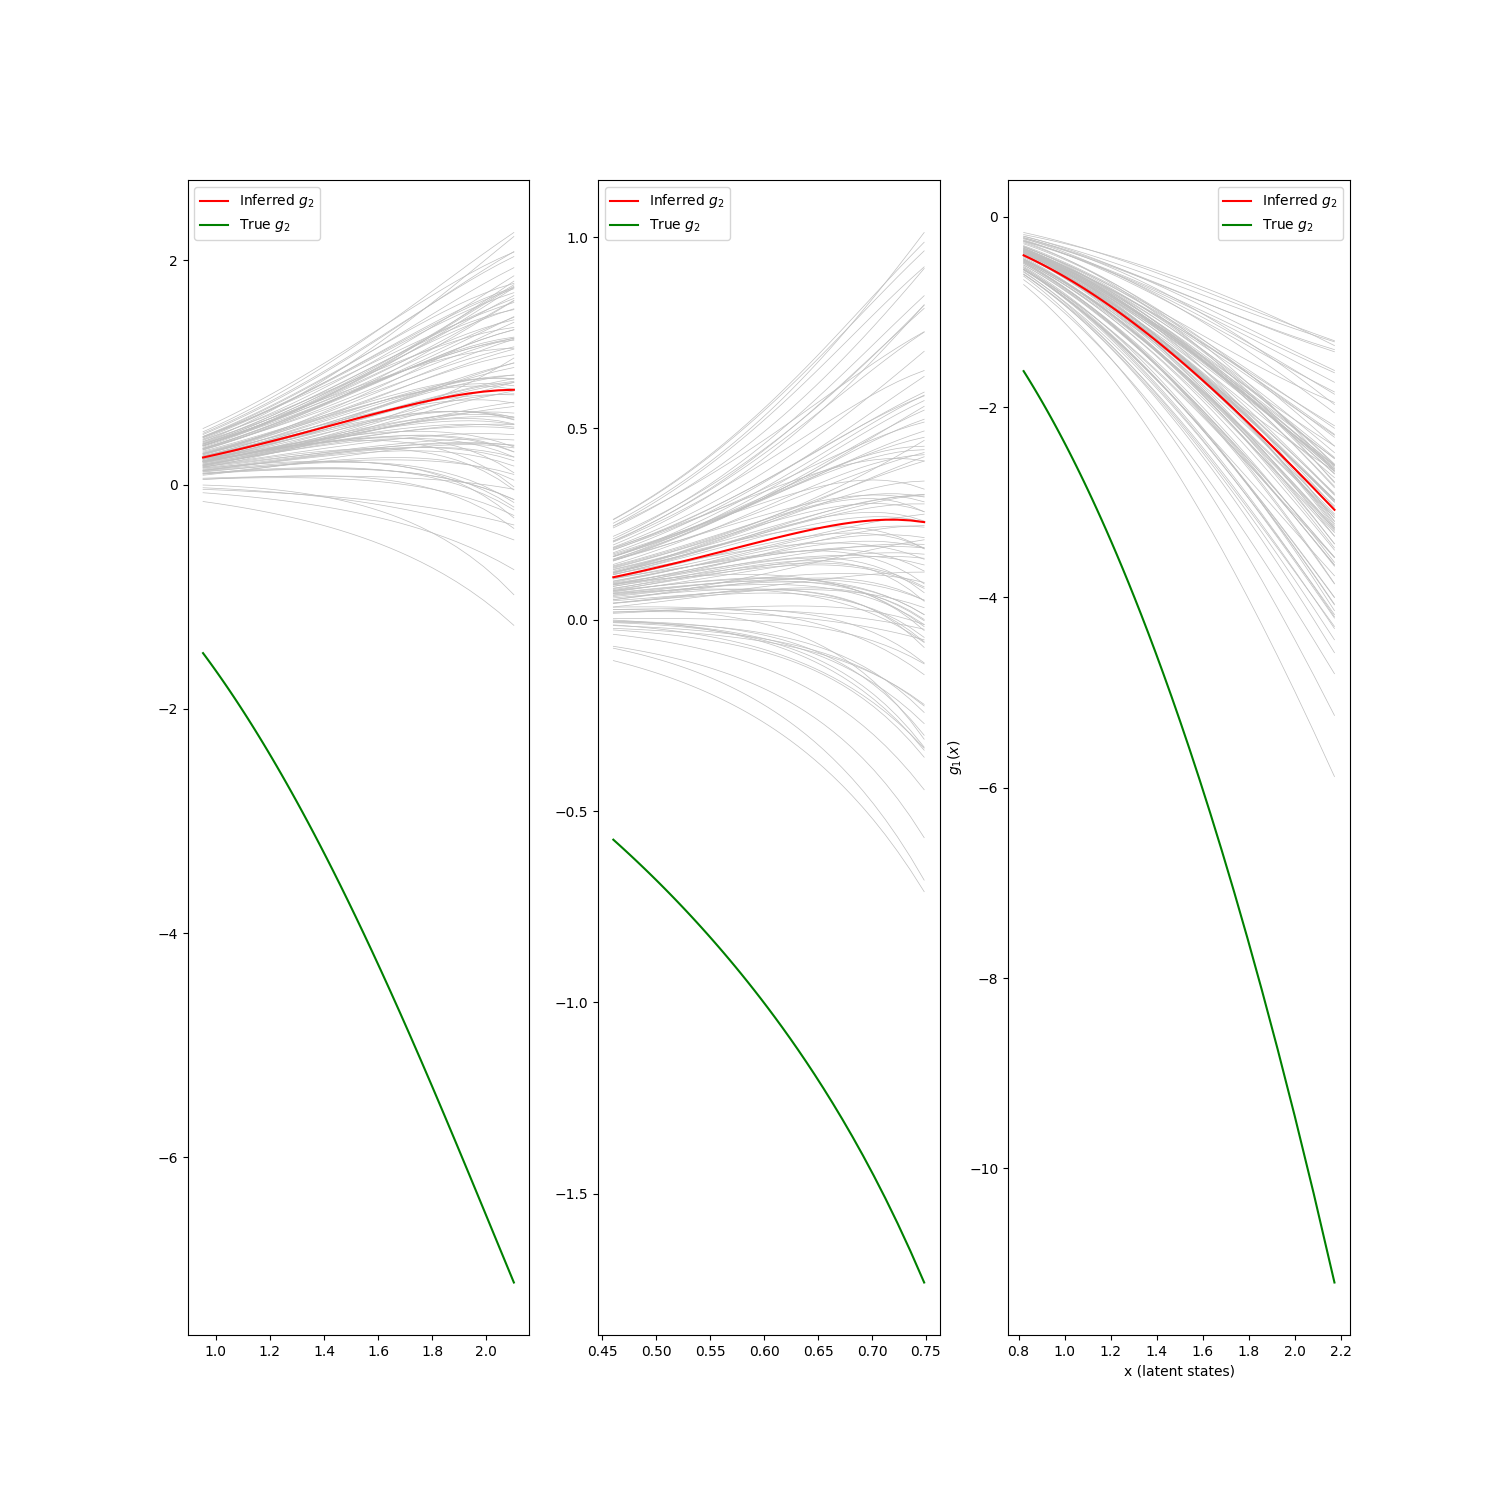 Inferred g₂
True g₂
2
0
−2
−4
−6
1.0 1.2 1.4 1.6 1.8 2.0
Inferred g₂
True g₂
1.0
0.5
0.0
−0.5
−1.0
−1.5
0.45 0.50 0.55 0.60 0.65 0.70 0.75
g₁(x)
Inferred g₂
True g₂
0
−2
−4
−6
−8
−10
0.8 1.0 1.2 1.4 1.6 1.8 2.0 2.2
x (latent states)